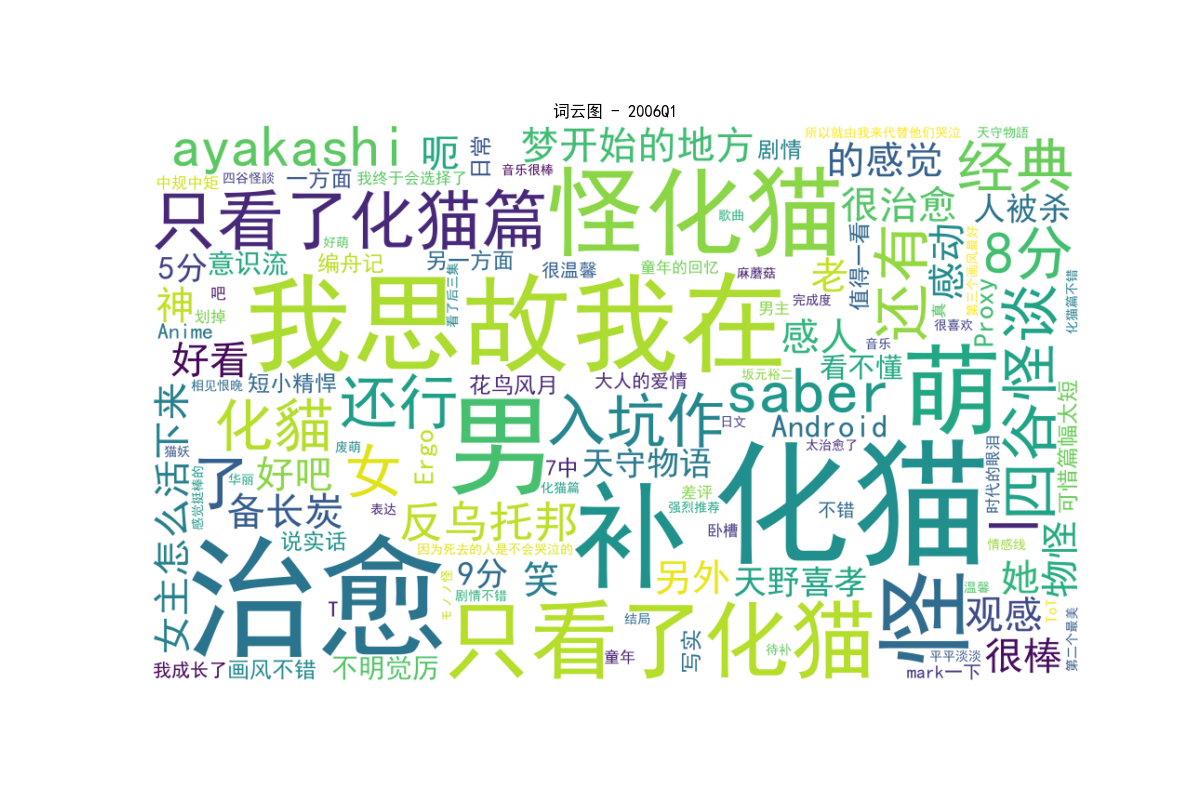 词云图 - 2006Q1
ayakashi
呃
日常
梦开始的地方
剧情
所以就由我来代替他们哭泣
天守物語
的感觉
经典
中规中矩
四谷怪談
一方面
我终于会选择了
音乐很棒
只看了化猫篇
怪化猫
歌曲
很治愈
人被杀
好萌
5分
意识流
编舟记
另一方面
看了后三集
很温馨
童年的回忆
麻蘑菇
老
值得一看
还有
感动
第三个画风最好
8分
化猫篇不错
神
吧
划掉
Anime
我思故我在
男主
完成度
真
很喜欢
Proxy
四谷怪谈
好看
感人
音乐
看不懂
相见恨晚
短小精悍
花鸟风月
大人的爱情
坂元裕二
saber
萌
女主怎么活下来
化貓
还行
男
入坑作
日文
Android
太治愈了
可惜篇幅太短
猫妖
感觉挺棒的
了
华丽
好吧
废萌
女
Ergo
7中
化猫篇
天守物语
差评
强烈推荐
化猫
时代的眼泪
备长炭
表达
反乌托邦
补
卧槽
不错
一
情感线
物怪
说实话
因为死去的人是不会哭泣的
治愈
モノノ怪
9分
剧情不错
笑
另外
天野喜孝
怪
温馨
她
ToT
T
只看了化猫
结局
观感
第二个最美
我成长了
画风不错
不明觉厉
童年
写实
待补
平平淡淡
mark一下
很棒